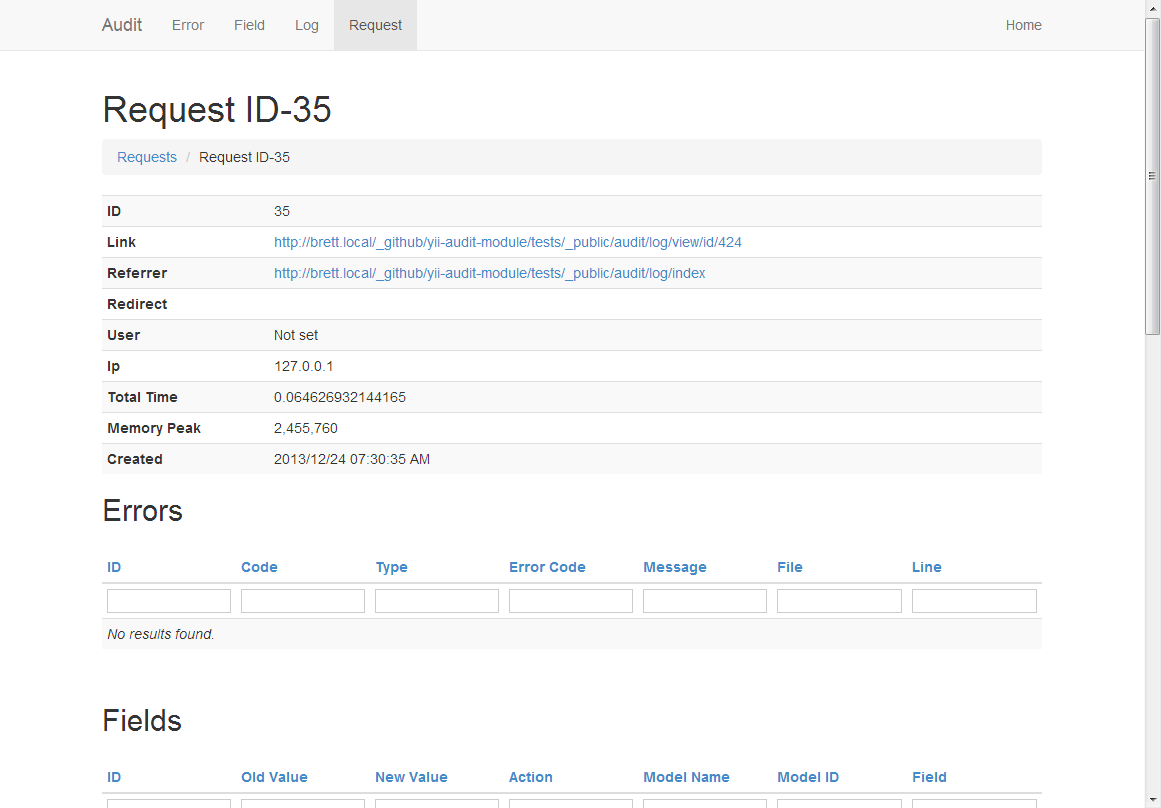 Audit Error Field Log Request Home
Request ID-35
Requests / Request ID-35
ID 35
Link http://brett.local/_github/yii-audit-module/tests/_public/audit/log/view/id/424
Referrer http://brett.local/_github/yii-audit-module/tests/_public/audit/log/index
Redirect
User Not set
Ip 127.0.0.1
Total Time 0.064626932144165
Memory Peak 2,455,760
Created 2013/12/24 07:30:35 AM
Errors
ID Code Type Error Code Message File Line
No results found.
Fields
ID Old Value New Value Action Model Name Model ID Field